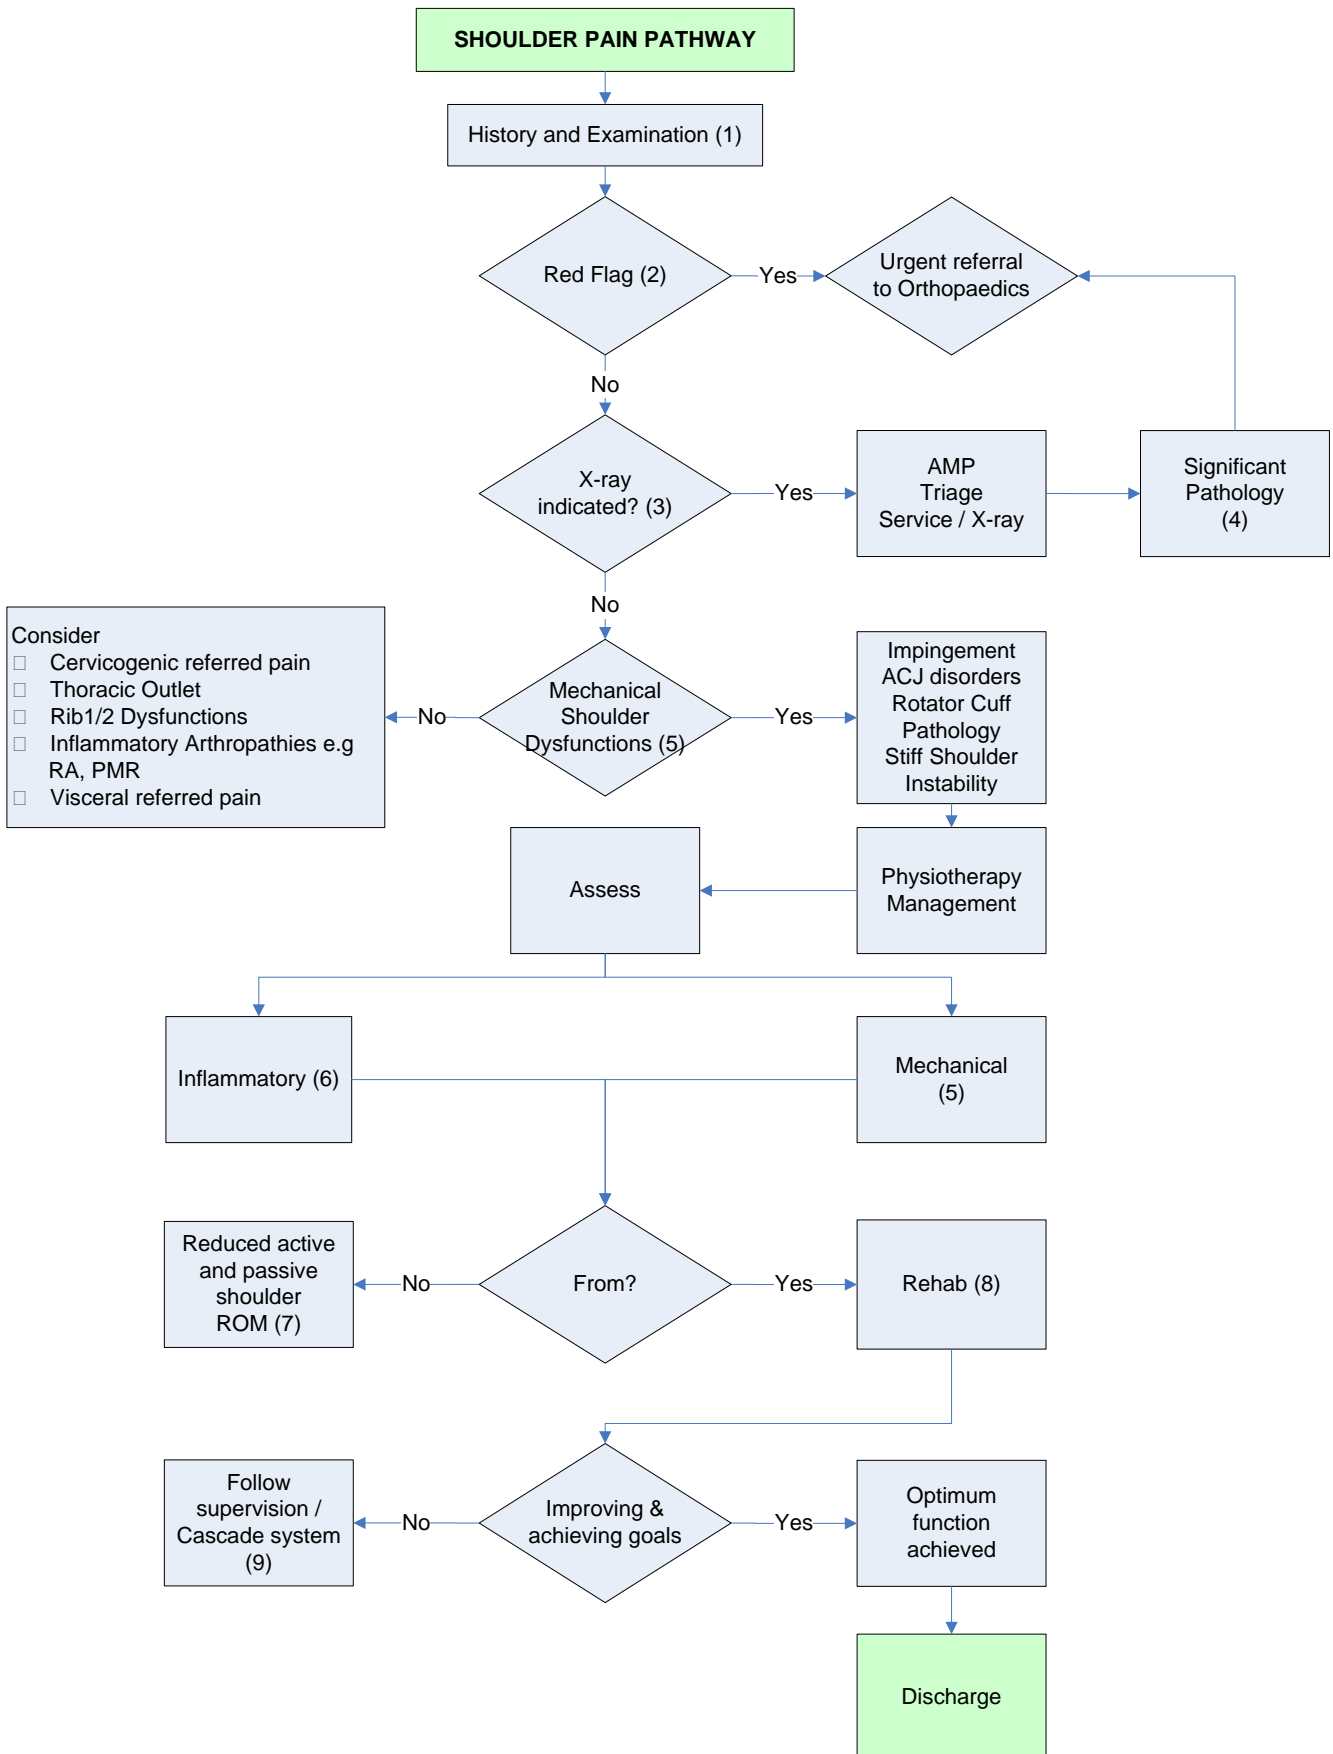 SHOULDER PAIN PATHWAY
History and Examination (1)
Red Flag (2)
Yes
Urgent referral
to Orthopaedics
No
X-ray
indicated? (3)
Yes
AMP
Triage
Service / X-ray
Significant
Pathology
(4)
No
Consider
Cervicogenic referred pain
Thoracic Outlet
Rib1/2 Dysfunctions
Inflammatory Arthropathies e.g
RA, PMR
Visceral referred pain
No
Mechanical
Shoulder
Dysfunctions (5)
Yes
Impingement
ACJ disorders
Rotator Cuff
Pathology
Stiff Shoulder
Instability
Assess
Physiotherapy
Management
Inflammatory (6)
Mechanical
(5)
Reduced active
and passive
shoulder
ROM (7)
No
From?
Yes
Rehab (8)
Follow
supervision /
Cascade system
(9)
No
Improving &
achieving goals
Yes
Optimum
function
achieved
Discharge